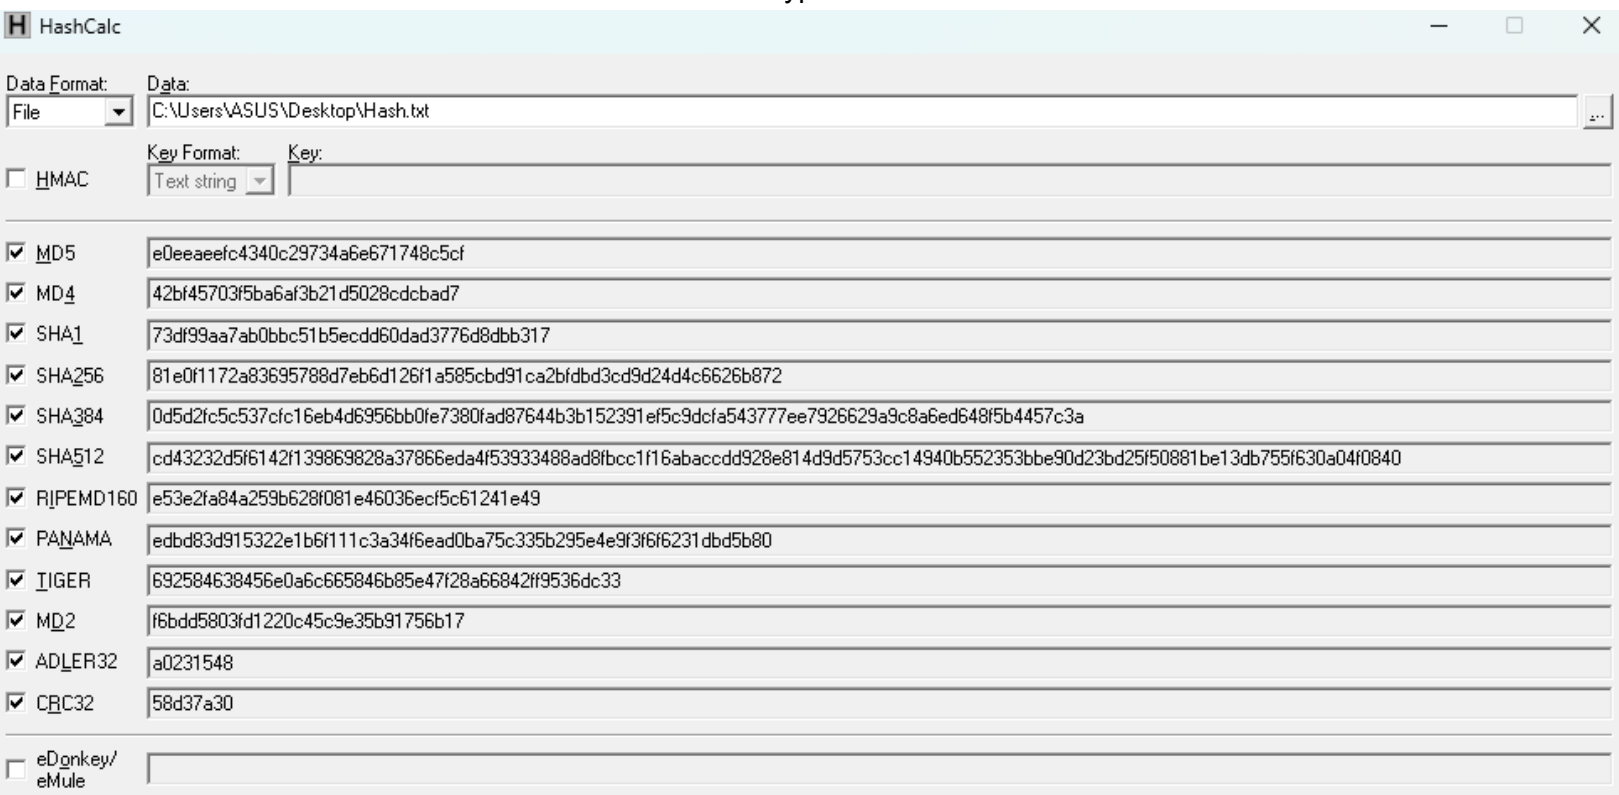 HashCalc
Data Format: Data:
File C:\Users\ASUS\Desktop\Hash.txt ...
Key Format: Key:
HMAC Text string
MD5 e0eeaeefc4340c29734a6e671748c5cf
MD4 42bf45703f5ba6af3b21d5028cdcbad7
SHA1 73df99aa7ab0bbc51b5ecdd60dad3776d8dbb317
SHA256 81e0f1172a83695788d7eb6d126f1a585cbd91ca2bfdbd3cd9d24d4c6626b872
SHA384 0d5d2fc5c537cfc16eb4d6956bb0fe7380fad87644b3b152391ef5c9dcfa543777ee7926629a9c8a6ed648f5b4457c3a
SHA512 cd43232d5f6142f139869828a37866eda4f53933488ad8fbcc1f16abaccdd928e814d9d5753cc14940b552353bbe90d23bd25f50881be13db755f630a04f0840
RIPEMD160 e53e2fa84a259b628f081e46036ecf5c61241e49
PANAMA edbd83d915322e1b6f111c3a34f6ead0ba75c335b295e4e9f3f6f6231dbd5b80
TIGER 692584638456e0a6c665846b85e47f28a66842ff9536dc33
MD2 f6bdd5803fd1220c45c9e35b91756b17
ADLER32 a0231548
CRC32 58d37a30
eDonkey/
eMule